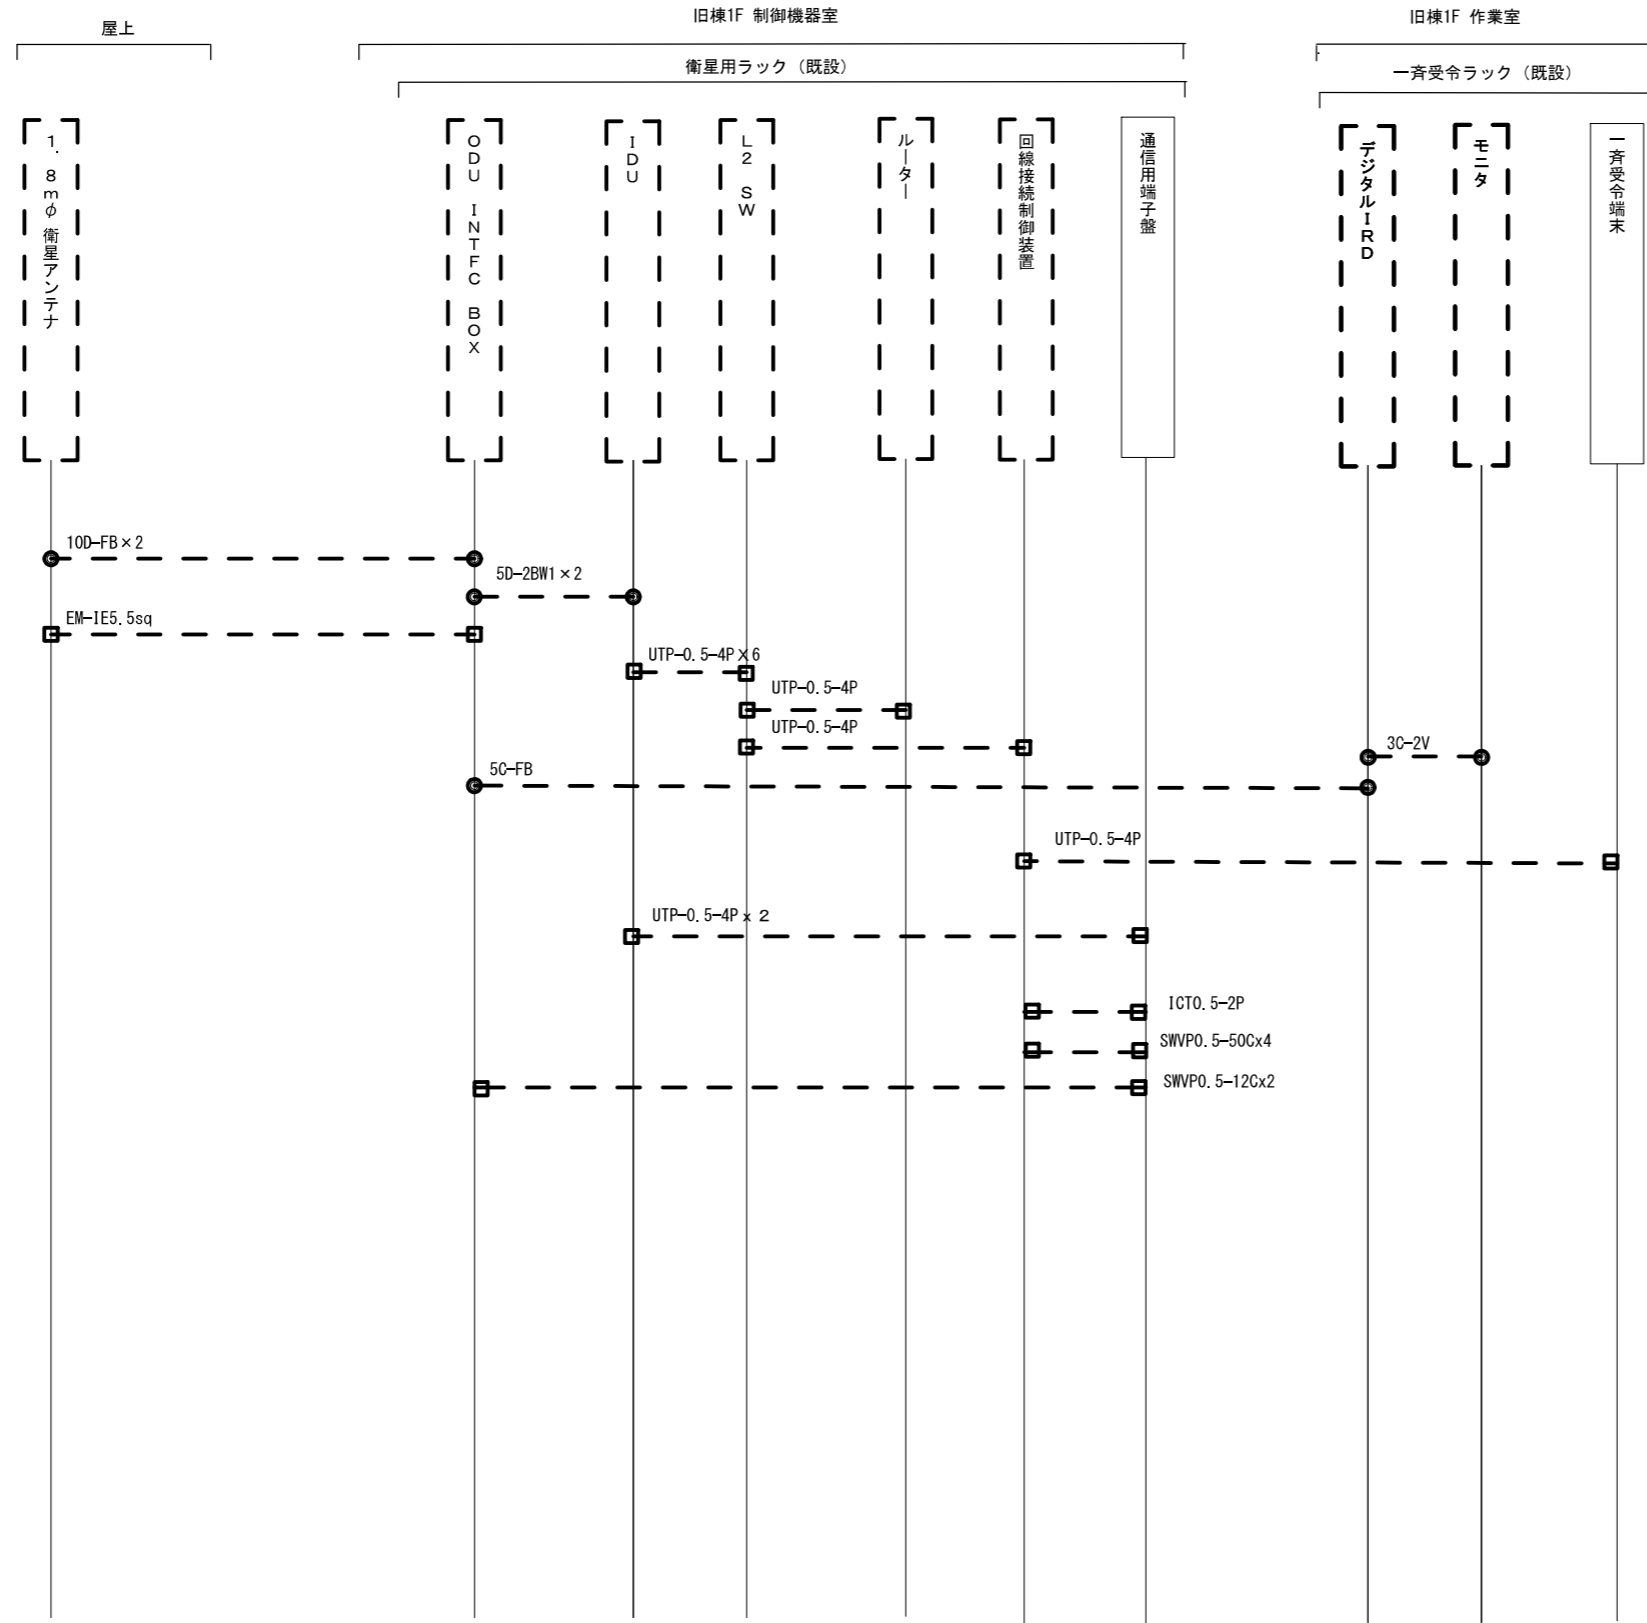 屋上
旧棟1F 制御機器室
旧棟1F 作業室
衛星用ラック（既設）
一斉受令ラック（既設）
1.8mφ 衛星アンテナ
ODU INTFC BOX
IDU
L2 SW
ルーター
回線接続制御装置
通信用端子盤
デジタルIRD
モニタ
一斉受令端末
10D-FB×2
5D-2BW1×2
EM-IE5.5sq
UTP-0.5-4P×6
UTP-0.5-4P
UTP-0.5-4P
3C-2V
5C-FB
UTP-0.5-4P
UTP-0.5-4Px2
ICT0.5-2P
SWVP0.5-50Cx4
SWVP0.5-12Cx2